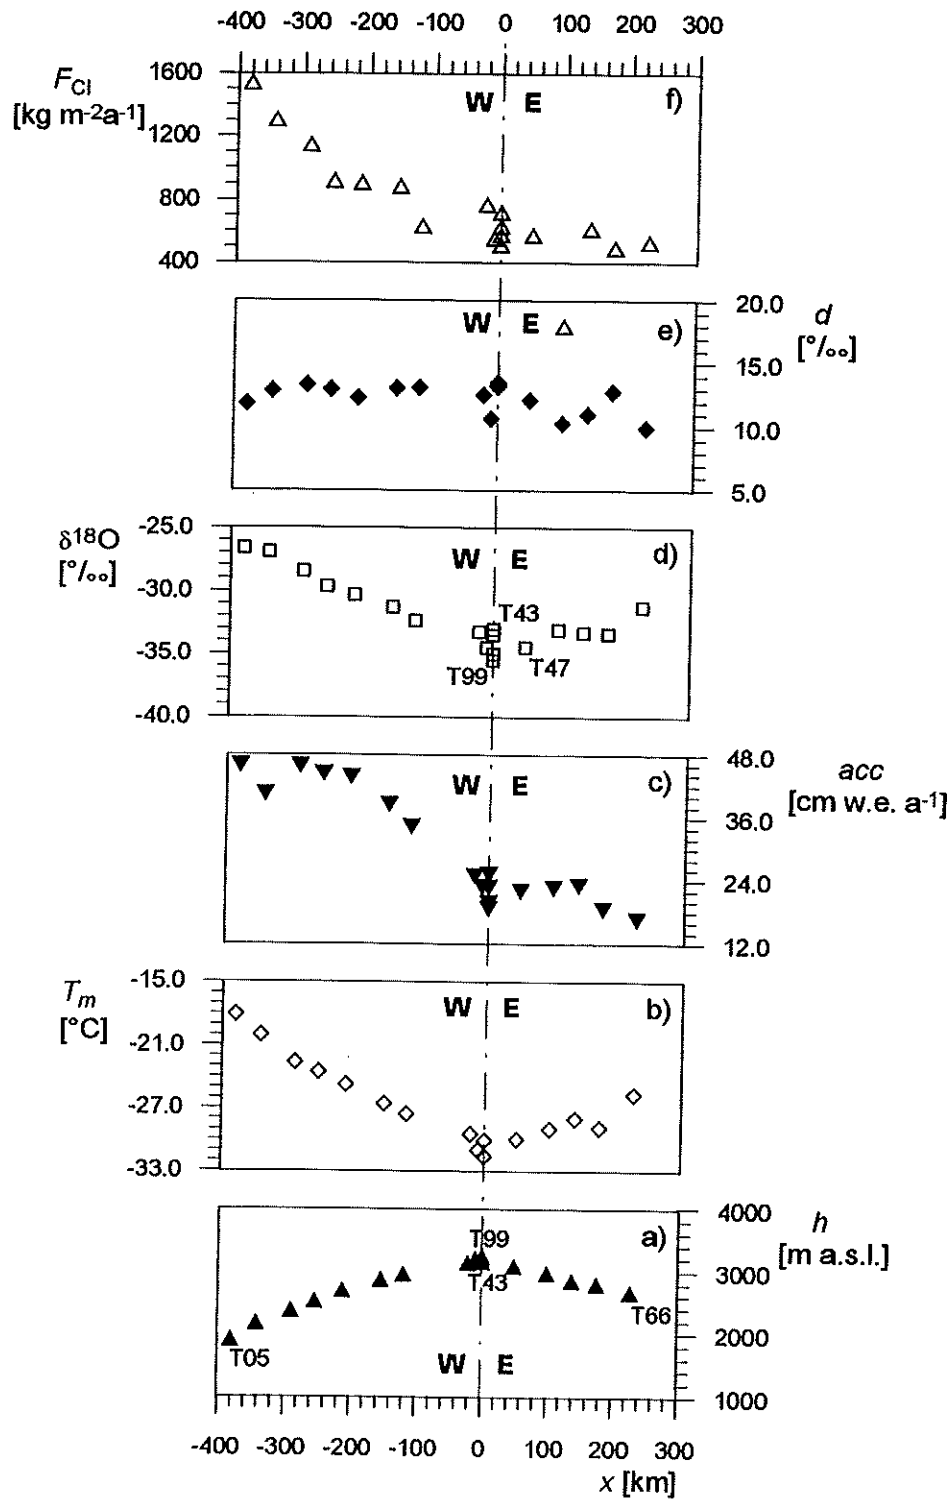 -400 -300 -200 -100 0 100 200 300
F_Cl
[kg m-2a-1]
1600
1200
800
400
W E
f)
W E
e)
20.0
15.0
10.0
5.0
d
[°/oo]
δ18O
[°/oo]
-25.0
-30.0
-35.0
-40.0
W E
d)
T43
T99
T47
W E
c)
48.0
36.0
24.0
12.0
acc
[cm w.e. a-1]
T_m
[°C]
-15.0
-21.0
-27.0
-33.0
W E
b)
a)
T99
T43
T05
T66
W E
4000
3000
2000
1000
h
[m a.s.l.]
-400 -300 -200 -100 0 100 200 300
x [km]